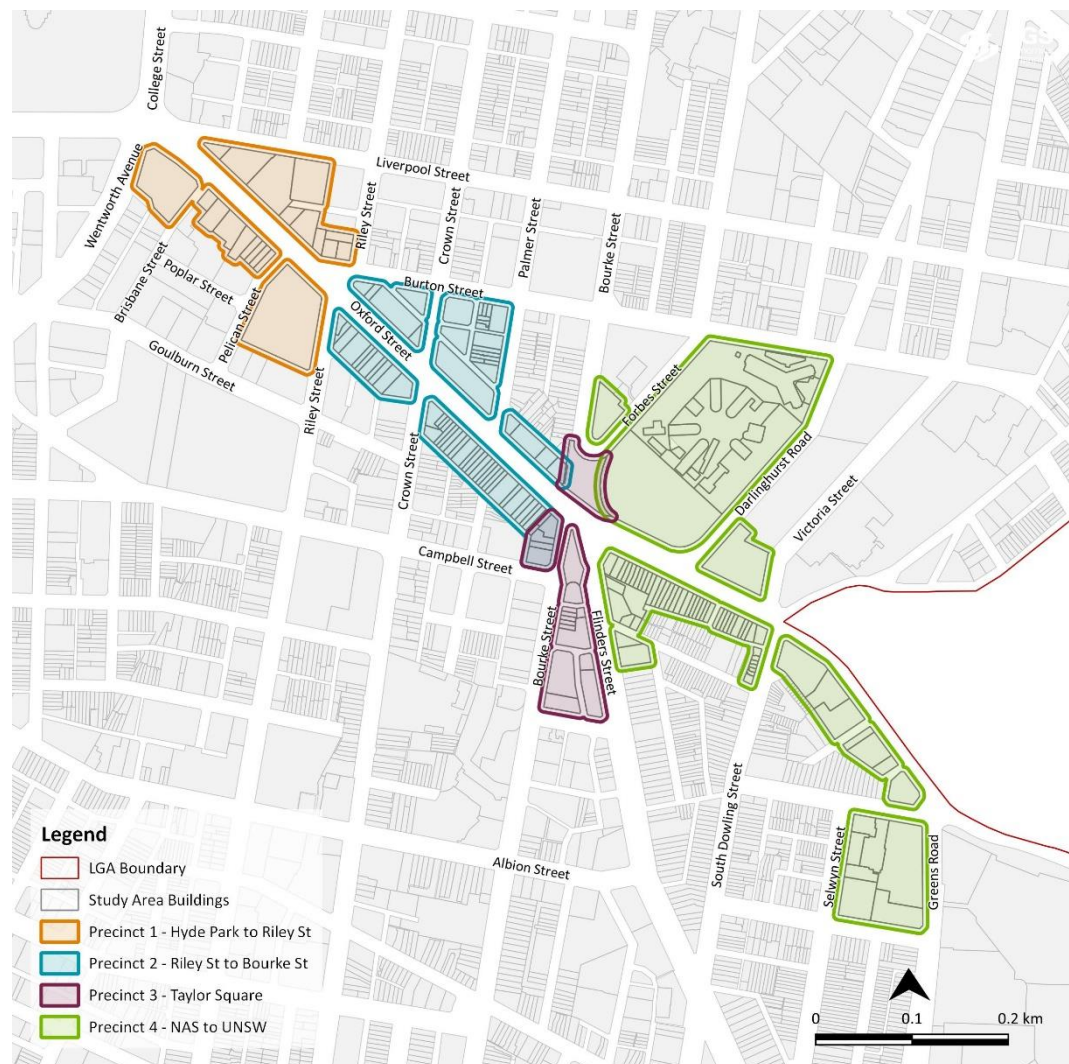 College Street
Wentworth Avenue
Liverpool Street
Riley Street
Crown Street
Palmer Street
Bourke Street
Brisbane Street
Poplar Street
Pelican Street
Burton Street
Oxford Street
Goulburn Street
Riley Street
Crown Street
Forbes Street
Darlinghurst Road
Victoria Street
Campbell Street
Bourke Street
Flinders Street
South Dowling Street
Albion Street
Selwyn Street
Greens Road
Legend
LGA Boundary
Study Area Buildings
Precinct 1 - Hyde Park to Riley St
Precinct 2 - Riley St to Bourke St
Precinct 3 - Taylor Square
Precinct 4 - NAS to UNSW
0 0.1 0.2 km